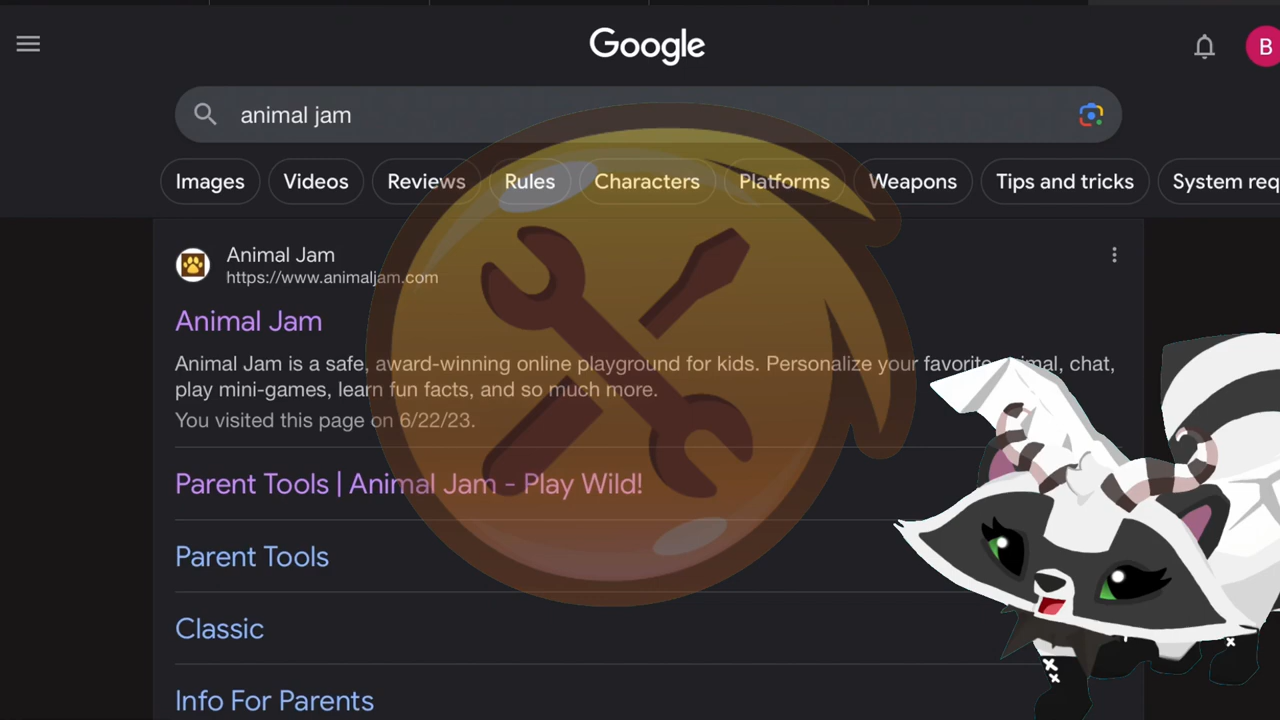 Google
B
animal jam
Images Videos Reviews Rules Characters Platforms Weapons Tips and tricks System req
Animal Jam
https://www.animaljam.com
Animal Jam
Animal Jam is a safe, award-winning online playground for kids. Personalize your favorite animal, chat,
play mini-games, learn fun facts, and so much more.
You visited this page on 6/22/23.
Parent Tools | Animal Jam - Play Wild!
Parent Tools
Classic
Info For Parents